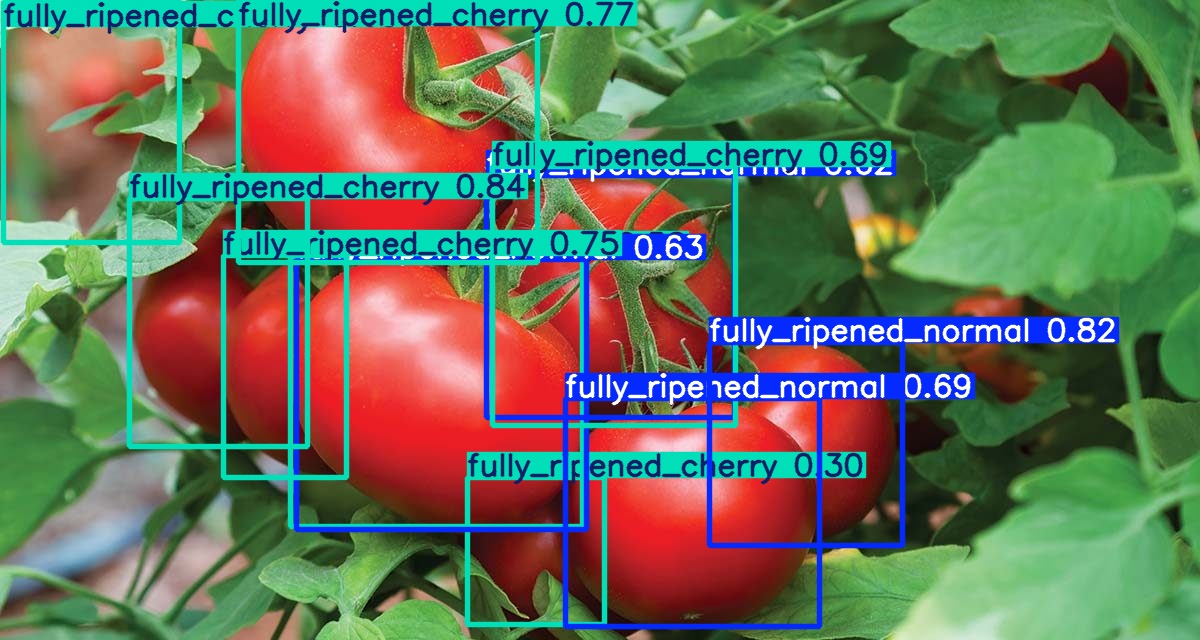 fully_ripened_c
fully_ripened_cherry 0.77
fully_ripened_cherry 0.69
fully_ripened_cherry 0.84
fully_ripened_cherry 0.75
0.63
fully_ripened_normal 0.82
fully_ripened_normal 0.69
fully_ripened_cherry 0.30